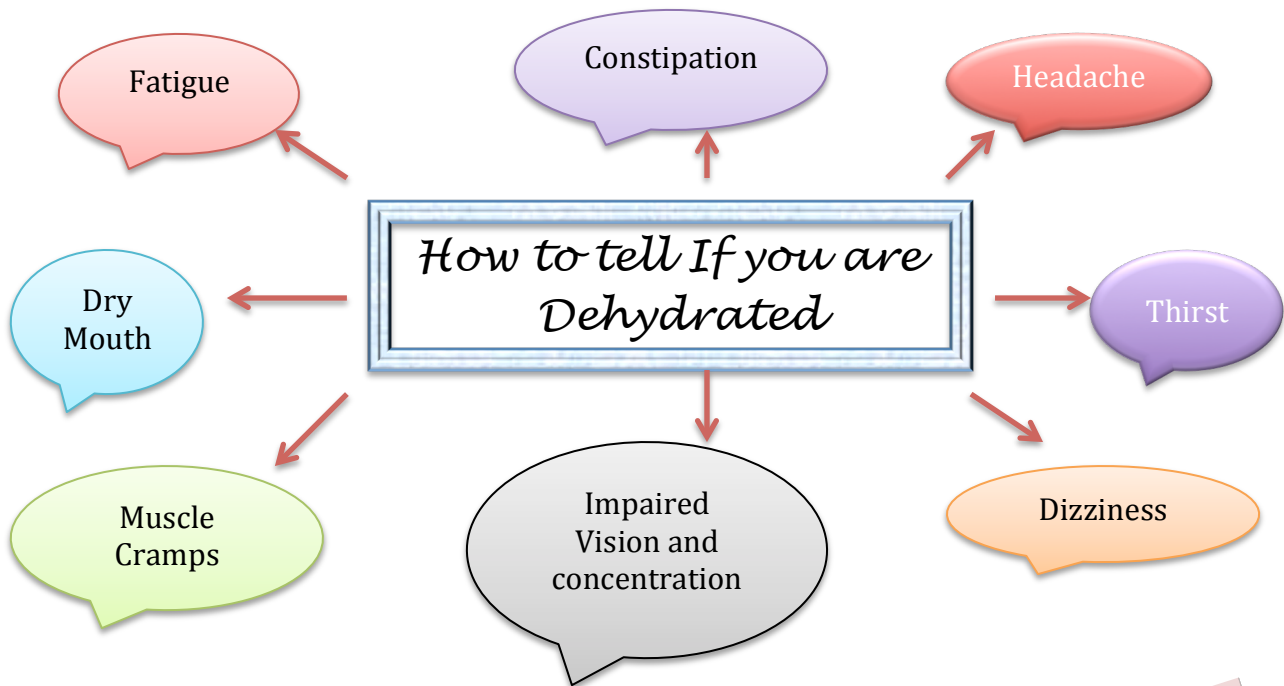 Fatigue
Constipation
Headache
How to tell If you are
Dehydrated
Dry
Mouth
Thirst
Muscle
Cramps
Impaired
Vision and
concentration
Dizziness